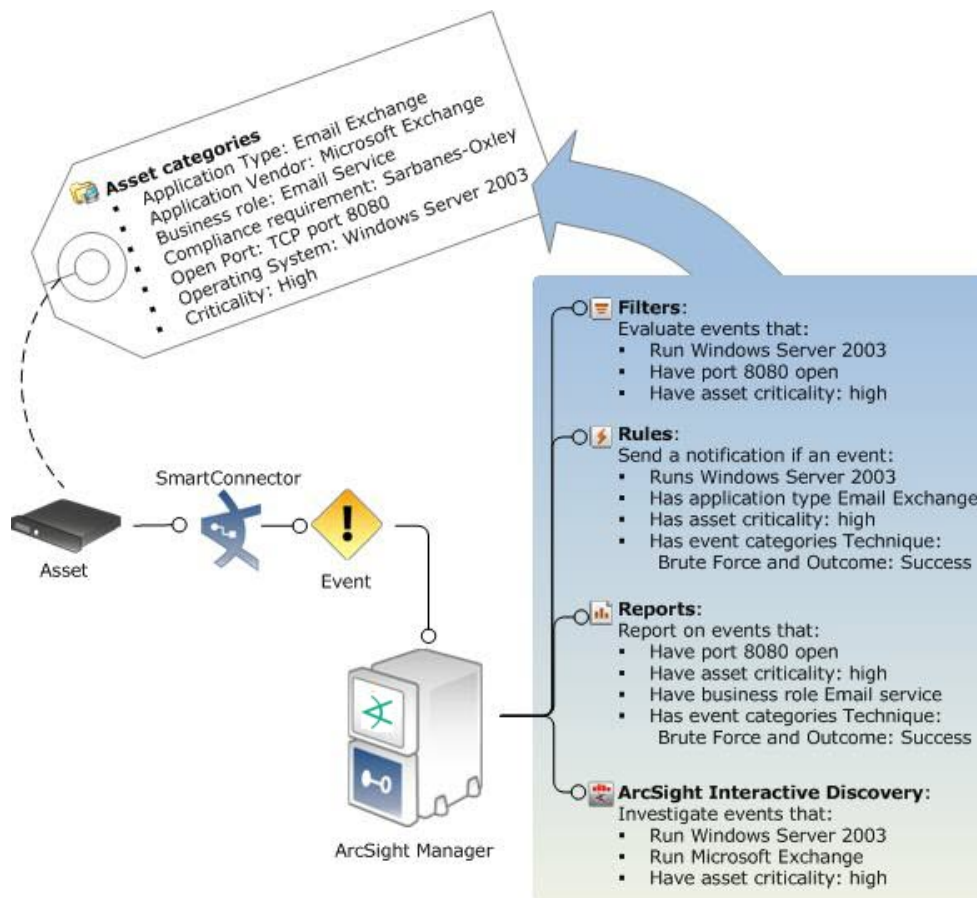 Asset categories
▪ Application Type: Email Exchange
▪ Application Vendor: Microsoft Exchange
▪ Business role: Email Service
▪ Compliance requirement: Sarbanes-Oxley
▪ Open Port: TCP port 8080
▪ Operating System: Windows Server 2003
▪ Criticality: High
SmartConnector
Asset
Event
ArcSight Manager
Filters:
Evaluate events that:
▪ Run Windows Server 2003
▪ Have port 8080 open
▪ Have asset criticality: high
Rules:
Send a notification if an event:
▪ Runs Windows Server 2003
▪ Has application type Email Exchange
▪ Has asset criticality: high
▪ Has event categories Technique:
Brute Force and Outcome: Success
Reports:
Report on events that:
▪ Have port 8080 open
▪ Have asset criticality: high
▪ Have business role Email service
▪ Has event categories Technique:
Brute Force and Outcome: Success
ArcSight Interactive Discovery:
Investigate events that:
▪ Run Windows Server 2003
▪ Run Microsoft Exchange
▪ Have asset criticality: high